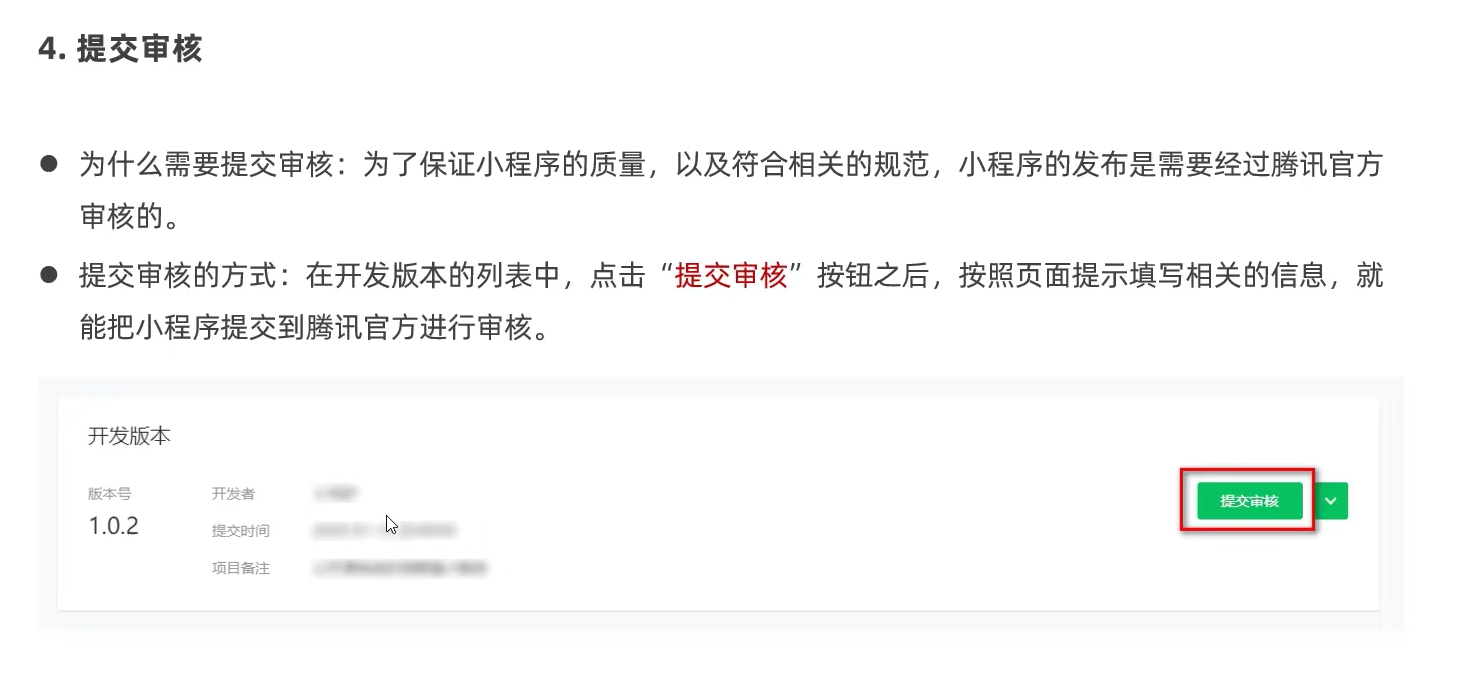 4. 提交审核
● 为什么需要提交审核：为了保证小程序的质量，以及符合相关的规范，小程序的发布是需要经过腾讯官方
审核的。
● 提交审核的方式：在开发版本的列表中，点击“提交审核”按钮之后，按照页面提示填写相关的信息，就
能把小程序提交到腾讯官方进行审核。
开发版本
版本号 开发者
提交审核
1.0.2 提交时间
项目备注